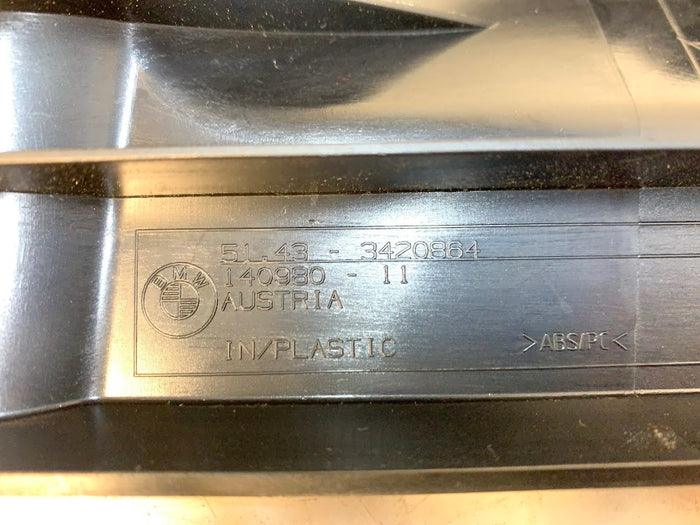 51.43 - 3420864
140980 - 11
BMW
AUSTRIA
IN/PLASTIC
>ABS/PC<